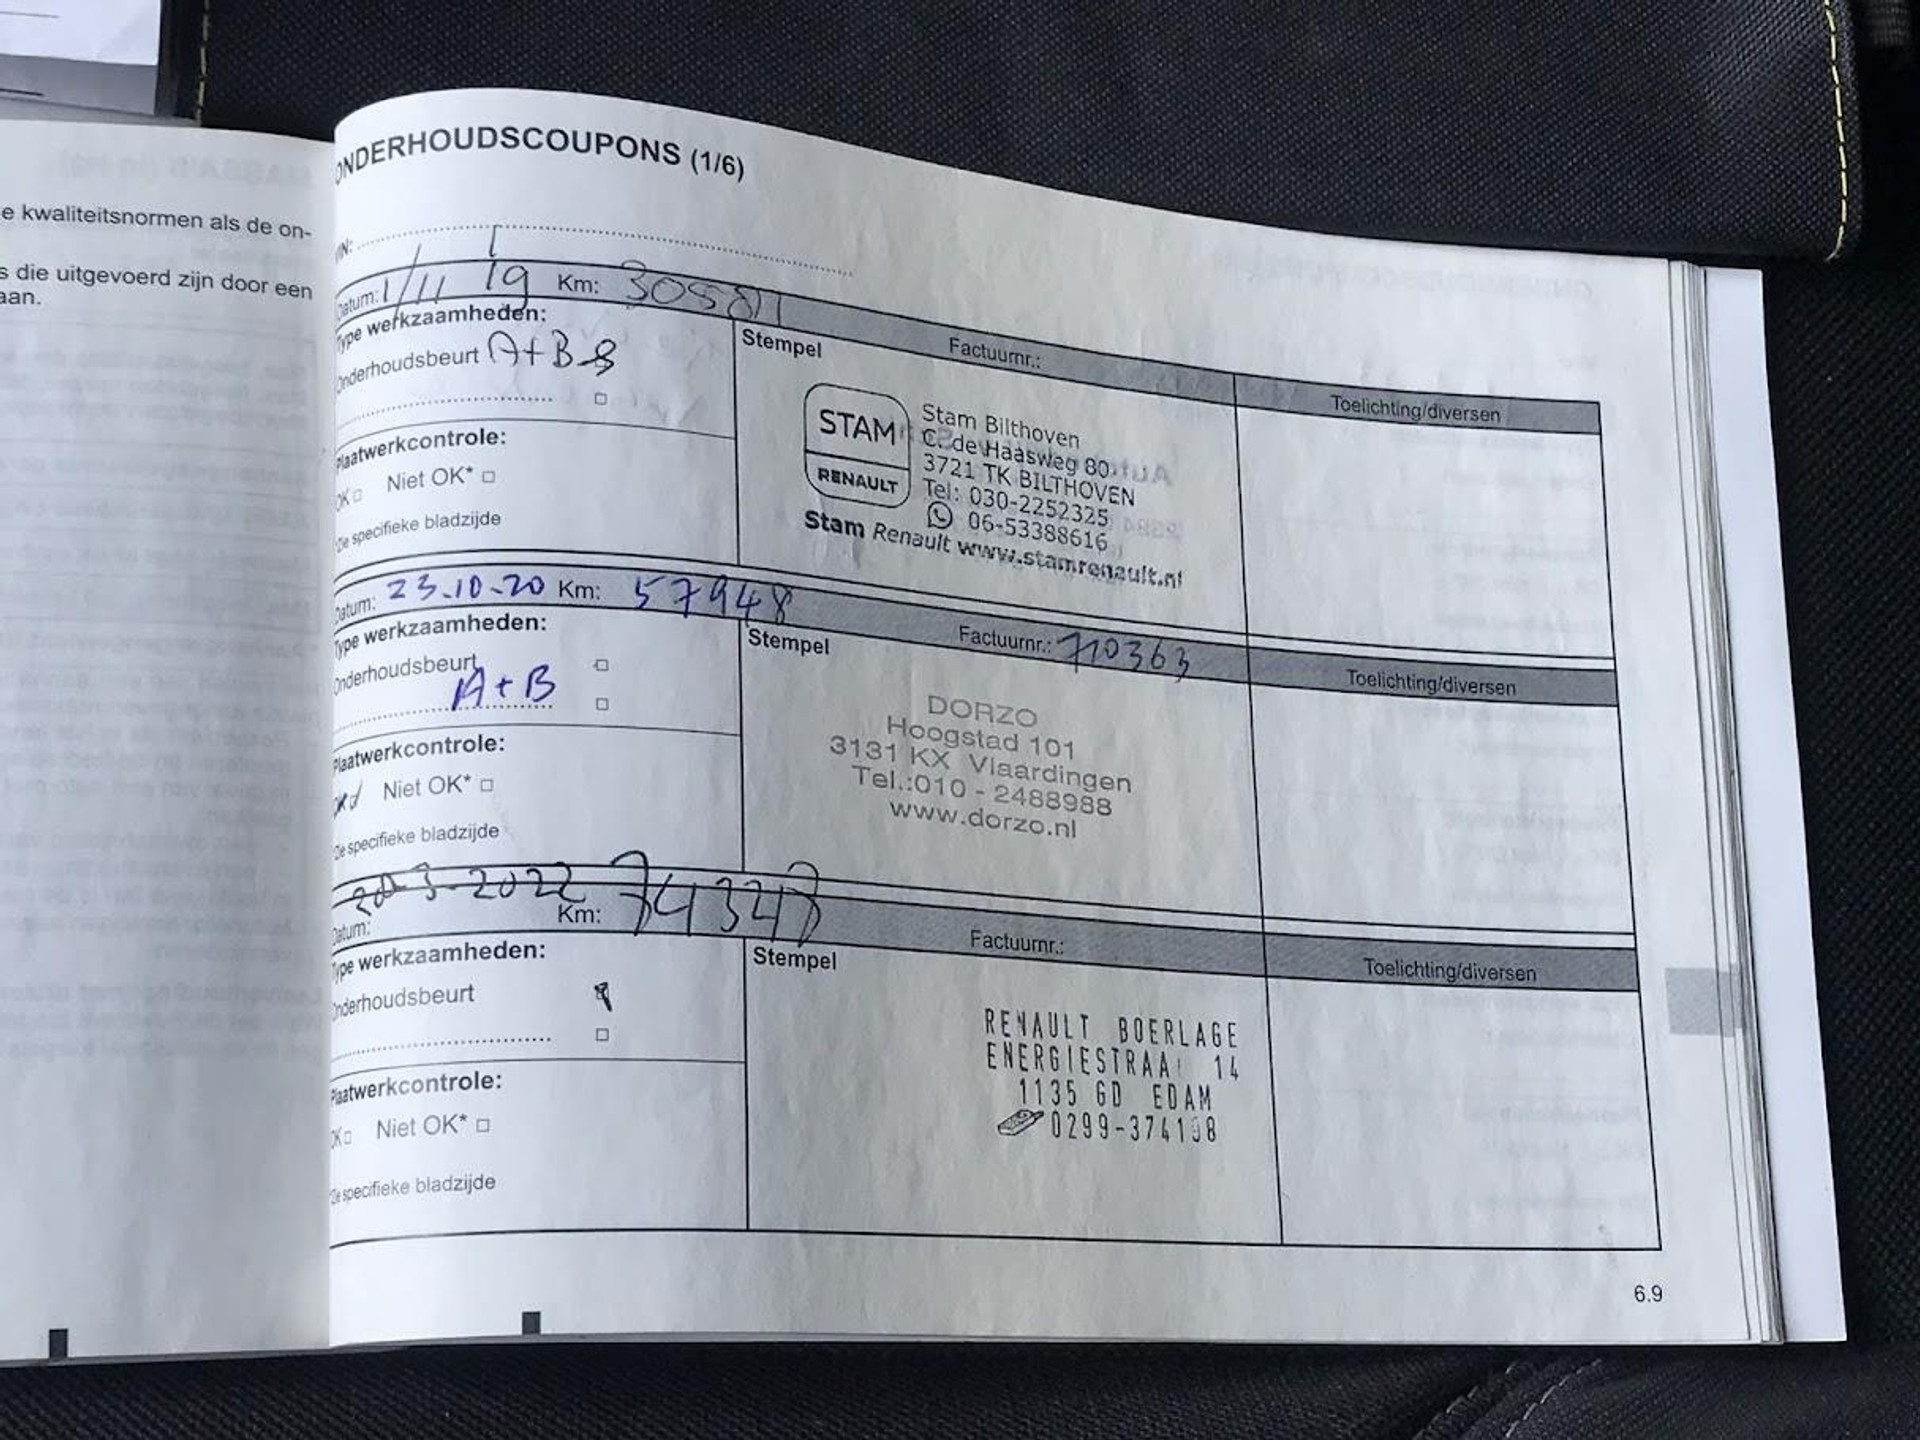 e kwaliteitsnormen als de on-
s die uitgevoerd zijn door een
aan.
ONDERHOUDSCOUPONS (1/6)
VIN:
Datum: 1/11 19 Km: 30581
Type werkzaamheden:
Onderhoudsbeurt A+B
Stempel
Factuurnr.:
Toelichting/diversen
Plaatwerkcontrole:
OK □ Niet OK* □
*Zie specifieke bladzijde
STAM
RENAULT
Stam Bilthoven
C. de Haasweg 80
3721 TK BILTHOVEN
Tel: 030-2252325
06-53388616
Stam Renault www.stamrenault.nl
Datum: 23.10.20 Km: 57948
Type werkzaamheden:
Onderhoudsbeurt
A+B
Stempel
Factuurnr.: 710363
Toelichting/diversen
Plaatwerkcontrole:
OK Niet OK* □
*Zie specifieke bladzijde
DORZO
Hoogstad 101
3131 KX Vlaardingen
Tel.:010 - 2488988
www.dorzo.nl
Datum: 3-2022 Km: 74347
Type werkzaamheden:
Onderhoudsbeurt
Stempel
Factuurnr.:
Toelichting/diversen
Plaatwerkcontrole:
OK □ Niet OK* □
*Zie specifieke bladzijde
RENAULT BOERLAGE
ENERGIESTRAAT 14
1135 GD EDAM
0299-374108
6.9